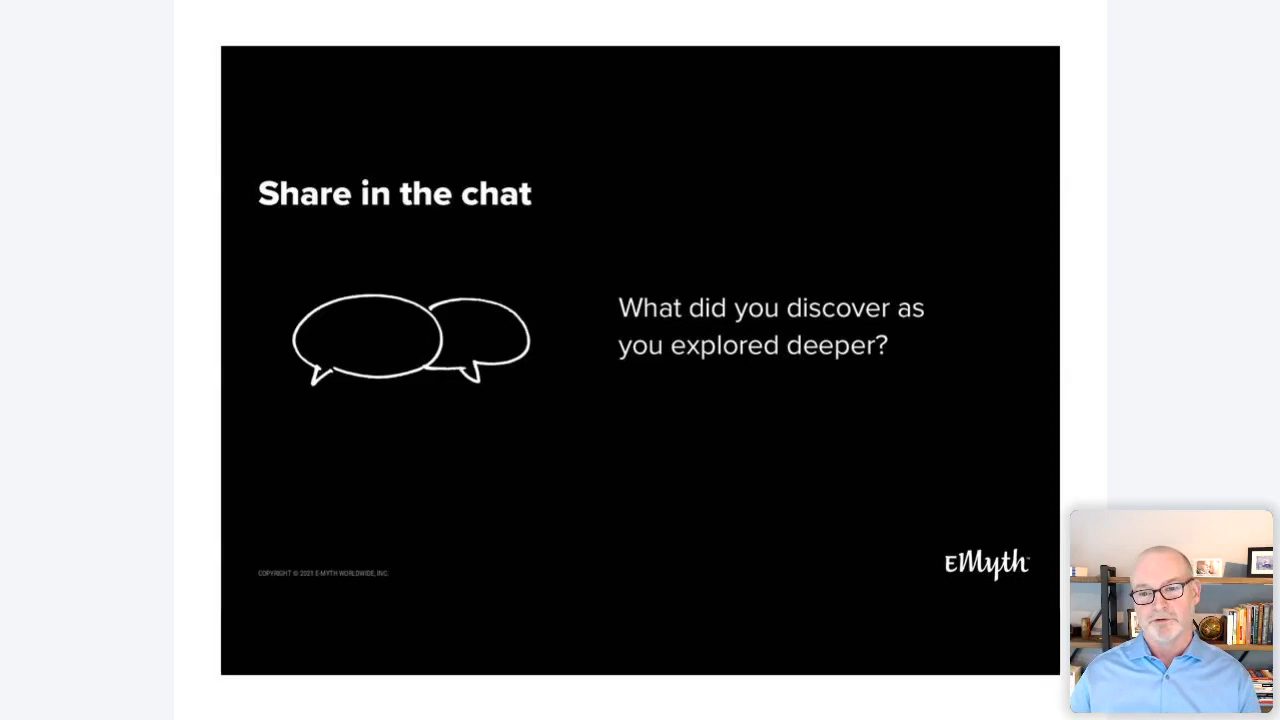 Share in the chat
What did you discover as
you explored deeper?
COPYRIGHT © 2021 E-MYTH WORLDWIDE, INC.
EMyth